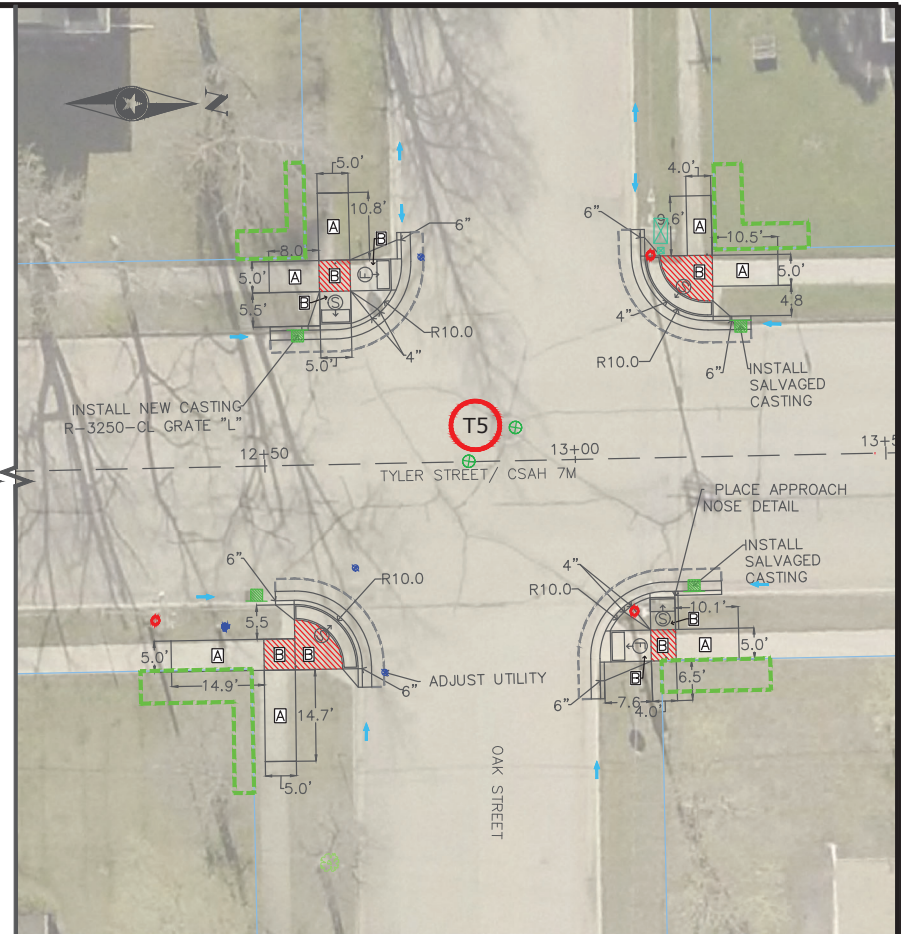 N
5.0'
10.8'
6"
A
B
8.0
5.0'
A
B
F
B
S
5.5'
5.0'
R10.0
4"
INSTALL NEW CASTING
R-3250-CL GRATE "L"
4.0'
6"
9.6'
A
10.5'
B
A
5.0'
S
4.8
4"
R10.0
6"
INSTALL
SALVAGED
CASTING
T5
12+50
13+00
TYLER STREET/ CSAH 7M
PLACE APPROACH
NOSE DETAIL
INSTALL
SALVAGED
CASTING
6"
R10.0
5.5
S
5.0'
A
B
B
14.9'
6"
ADJUST UTILITY
A
14.7'
5.0'
4"
R10.0
10.1'
S
B
F
B
A
5.0'
B
6.5'
6"
7.6
4.0'
OAK STREET